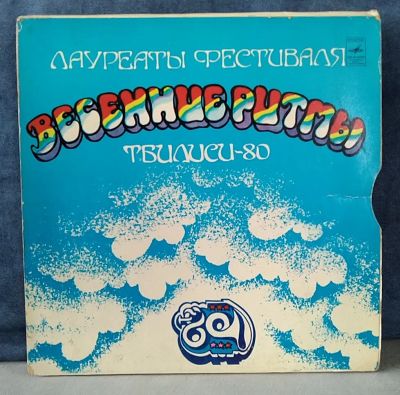 ЛАУРЕАТЫ ФЕСТИВАЛЯ
ВЕСЕННИЕ РИТМЫ
ТБИЛИСИ-80